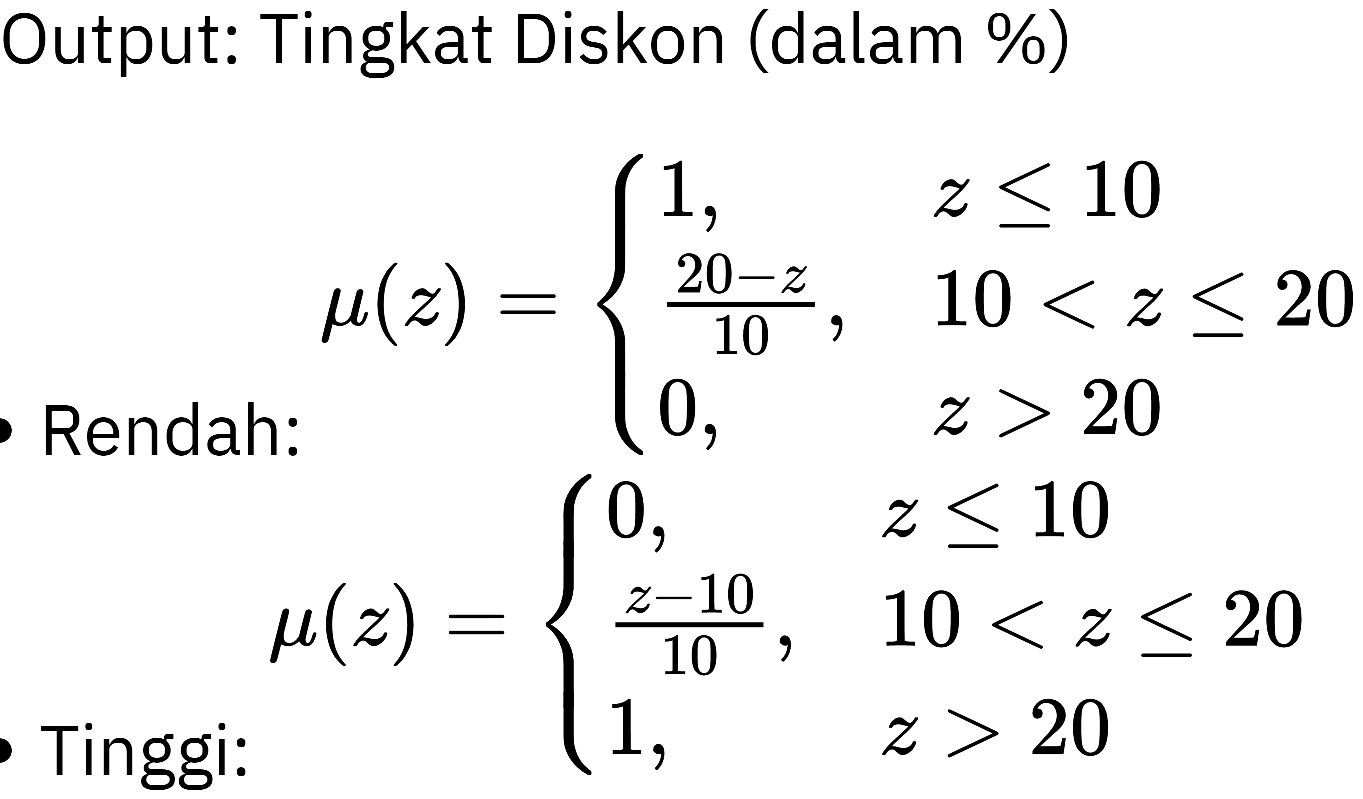 Output: Tingkat Diskon (dalam %)
• Rendah: μ(z) = { 1, z ≤ 10
20−z/10, 10 < z ≤ 20
0, z > 20
• Tinggi: μ(z) = { 0, z ≤ 10
z−10/10, 10 < z ≤ 20
1, z > 20